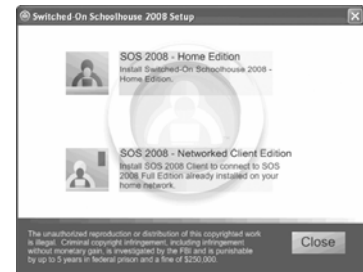 Switched-On Schoolhouse 2008 Setup
SOS 2008 - Home Edition
Install Switched-On Schoolhouse 2008 -
Home Edition.
SOS 2008 - Networked Client Edition
Install SOS 2008 Client to connect to SOS
2008 Full Edition already installed on your
home network.
The unauthorized reproduction or distribution of this copyrighted work
is illegal. Criminal copyright infringement, including infringement
without monetary gain, is investigated by the FBI and is punishable
by up to 5 years in federal prison and a fine of $250,000.
Close